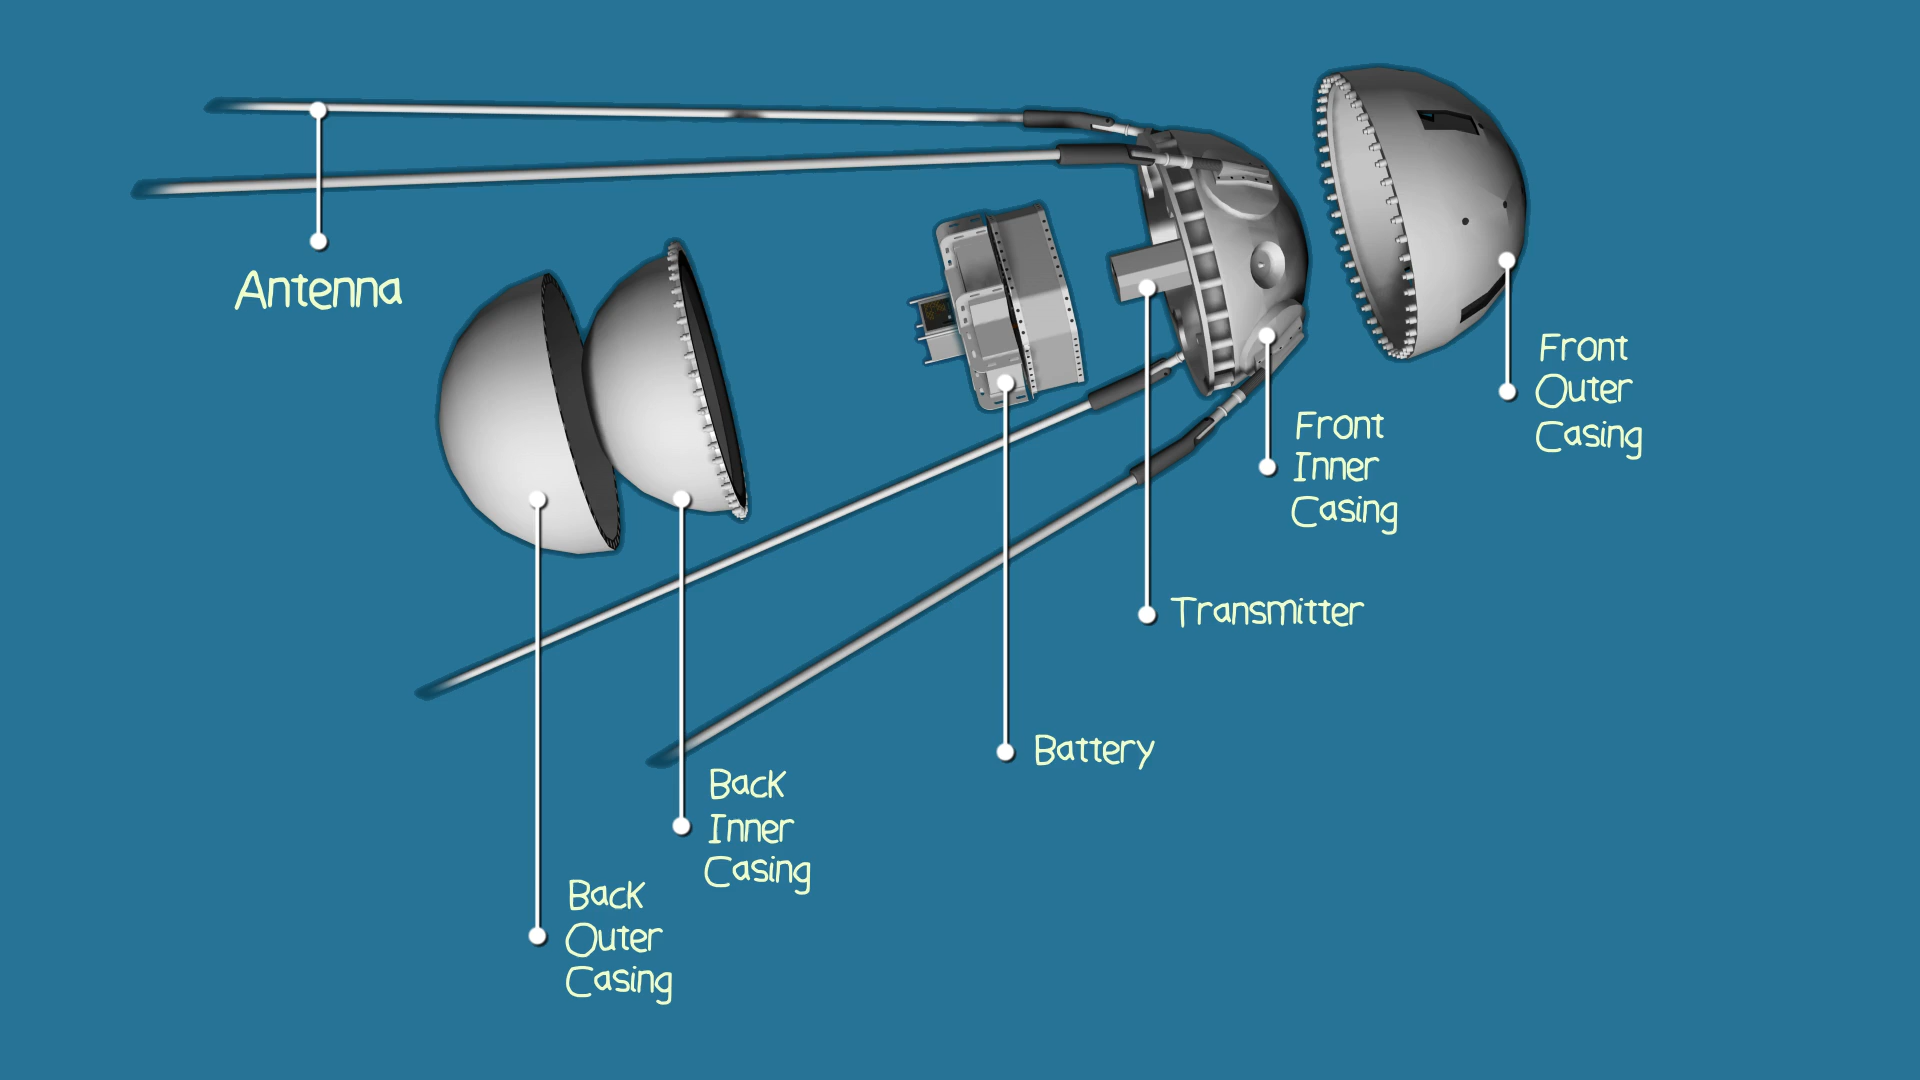 Antenna
Front
Outer
Casing
Front
Inner
Casing
Transmitter
Battery
Back
Inner
Casing
Back
Outer
Casing